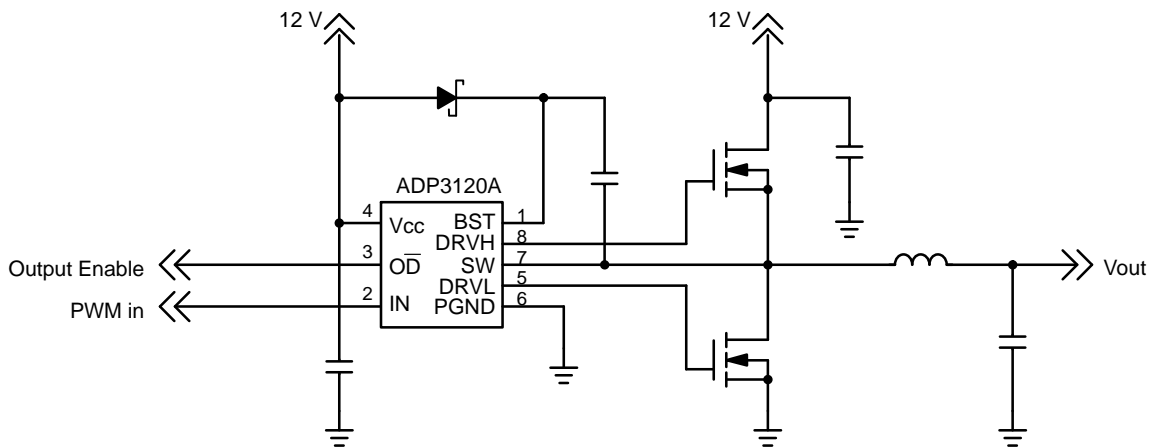 12 V
12 V
ADP3120A
4
Vcc
BST
1
DRVH
8
Output Enable
3
OD
SW
7
Vout
DRVL
5
PWM in
2
IN
PGND
6